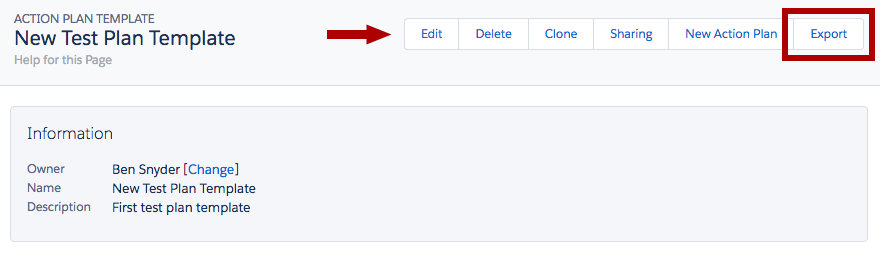 ACTION PLAN TEMPLATE
New Test Plan Template
Help for this Page
Edit Delete Clone Sharing New Action Plan Export
Information
Owner Ben Snyder [Change]
Name New Test Plan Template
Description First test plan template